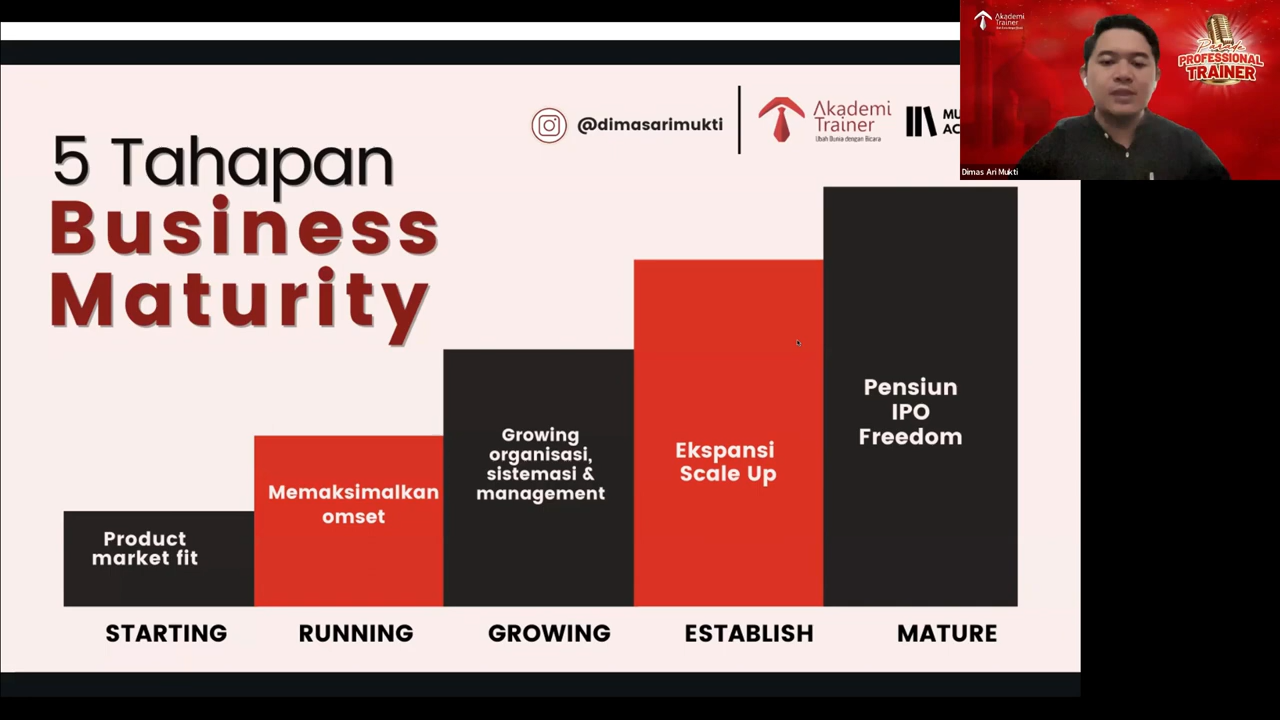 5 Tahapan
Business
Maturity
@dimasarimukti
Akademi
Trainer
Ubah Dunia dengan Bicara
Akademi
Trainer
PROFESSIONAL
TRAINER
Dimas Ari Mukti
Product
market fit
Memaksimalkan
omset
Growing
organisasi,
sistemasi &
management
Ekspansi
Scale Up
Pensiun
IPO
Freedom
STARTING
RUNNING
GROWING
ESTABLISH
MATURE